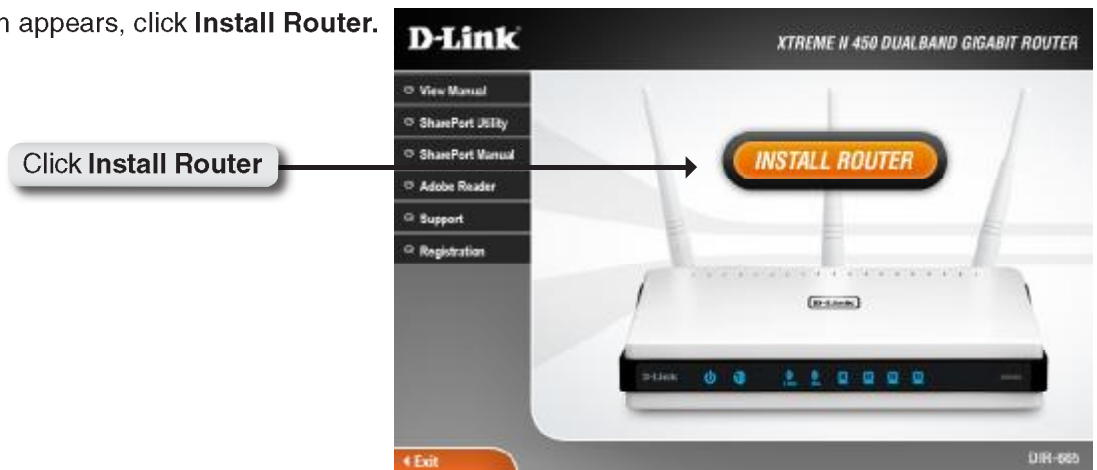 n appears, click Install Router.
D-Link
XTREME N 450 DUALBAND GIGABIT ROUTER
View Manual
SharePort Utility
SharePort Manual
Adobe Reader
Support
Registration
Click Install Router
INSTALL ROUTER
D-Link
D-Link
Exit
DIR-665